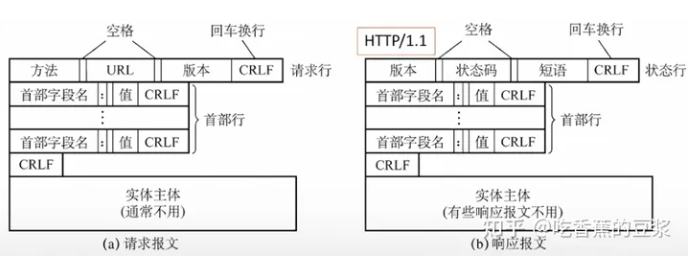 空格 回车换行
方法 URL 版本 CRLF 请求行
首部字段名 : 值 CRLF
⋮
首部字段名 : 值 CRLF
首部行
CRLF
实体主体
(通常不用)
(a) 请求报文
HTTP/1.1
空格 回车换行
版本 状态码 短语 CRLF 状态行
首部字段名 : 值 CRLF
⋮
首部字段名 : 值 CRLF
首部行
CRLF
实体主体
(有些响应报文不用)
(b) 响应报文
知乎 @吃香蕉的豆浆